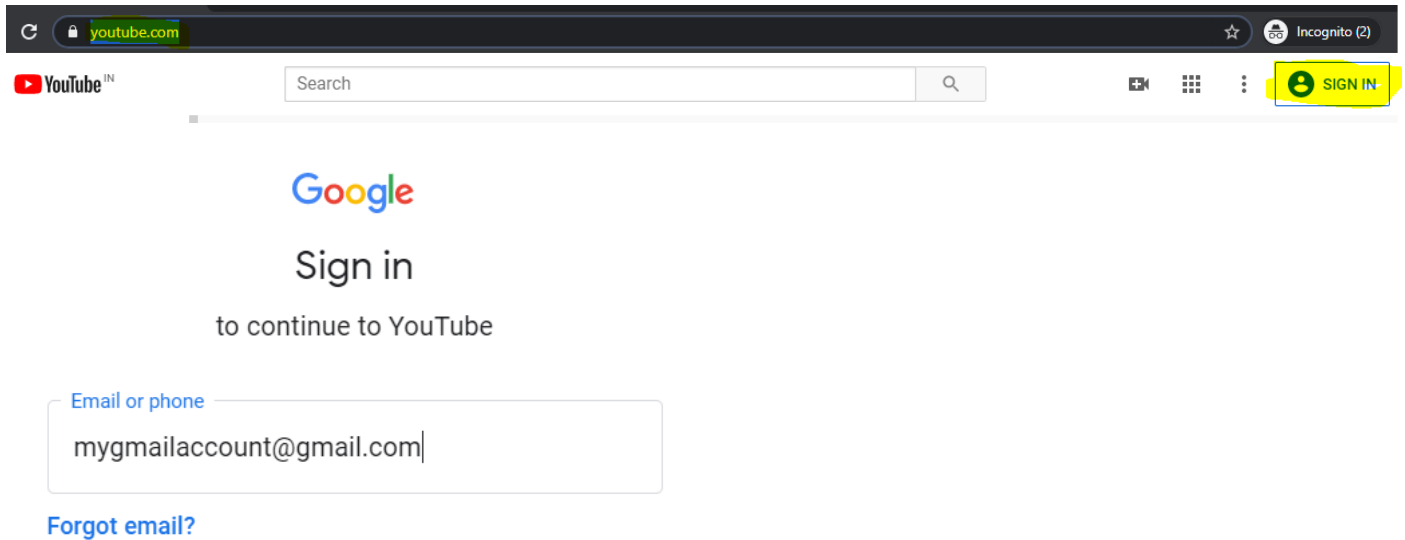 youtube.com
Incognito (2)
YouTube IN
Search
SIGN IN
Google
Sign in
to continue to YouTube
Email or phone
mygmailaccount@gmail.com
Forgot email?